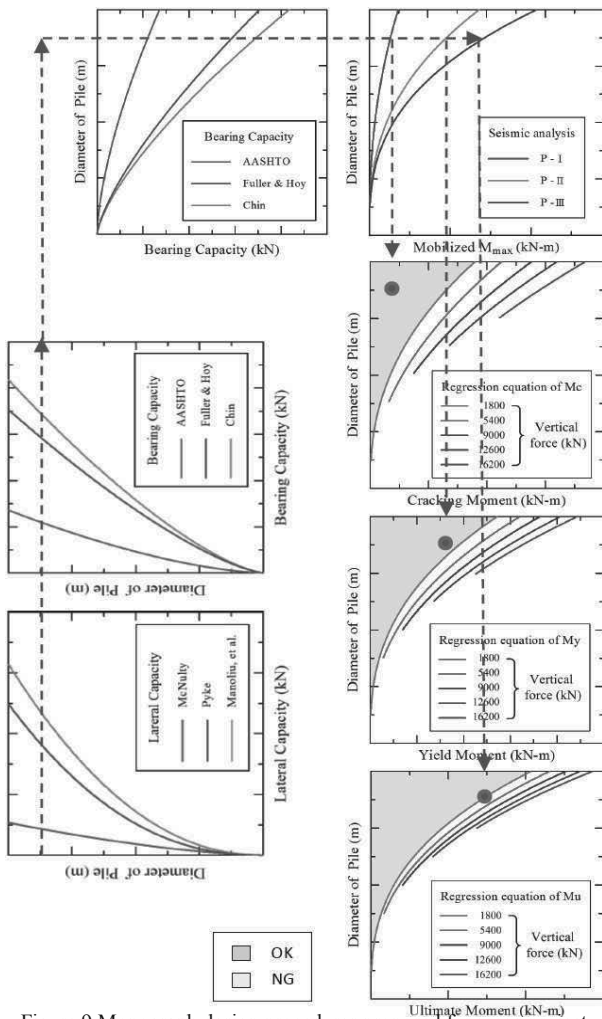 Diameter of Pile (m)
Bearing Capacity
AASHTO
Fuller & Hoy
Chin
Bearing Capacity (kN)
Diameter of Pile (m)
Seismic analysis
P - I
P - II
P - III
Mobilized Mmax (kN-m)
Diameter of Pile (m)
Regression equation of Mc
1800
5400
9000
12600
16200
Vertical
force (kN)
Cracking Moment (kN-m)
Bearing Capacity
AASHTO
Fuller & Hoy
Chin
Bearing Capacity (kN)
Diameter of Pile (m)
Diameter of Pile (m)
Regression equation of My
1800
5400
9000
12600
16200
Vertical
force (kN)
Yield Moment (kN-m)
Lareral Capacity
McNulty
Pyke
Manoliu, et al.
Lateral Capacity (kN)
Diameter of Pile (m)
Diameter of Pile (m)
Regression equation of Mu
1800
5400
9000
12600
16200
Vertical
force (kN)
Ultimate Moment (kN-m)
OK
NG